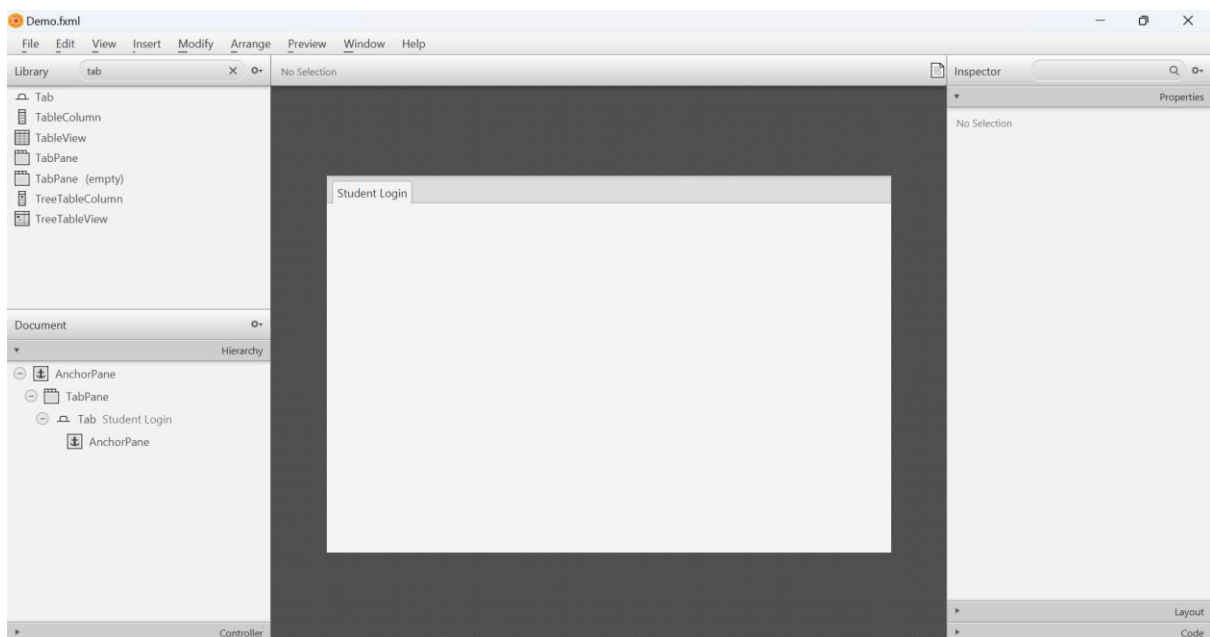 Demo.fxml
File Edit View Insert Modify Arrange Preview Window Help
Library tab
No Selection
Inspector
Tab
TableColumn
TableView
TabPane
TabPane (empty)
TreeTableColumn
TreeTableView
Document
Hierarchy
AnchorPane
TabPane
Tab Student Login
AnchorPane
Controller
Student Login
Properties
No Selection
Layout
Code